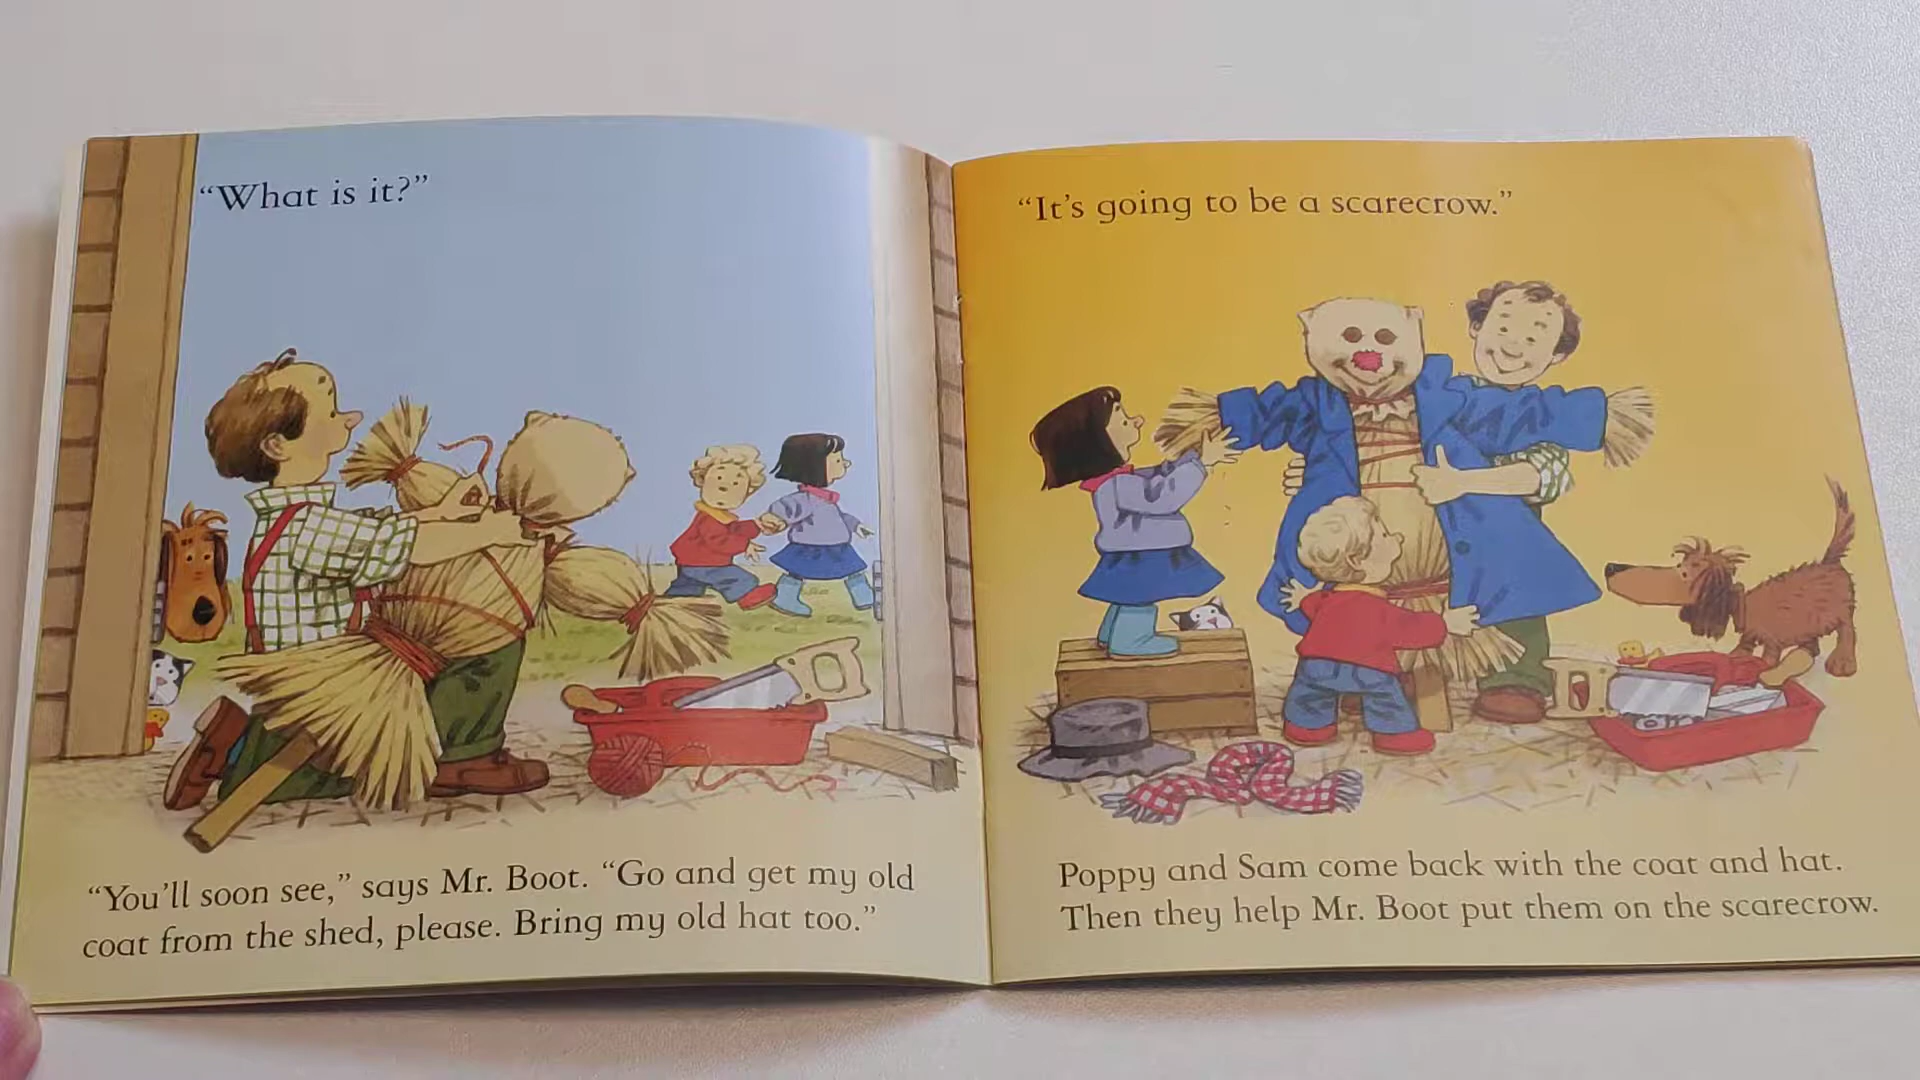 “What is it?”
“You’ll soon see,” says Mr. Boot. “Go and get my old
coat from the shed, please. Bring my old hat too.”
“It’s going to be a scarecrow.”
Poppy and Sam come back with the coat and hat.
Then they help Mr. Boot put them on the scarecrow.